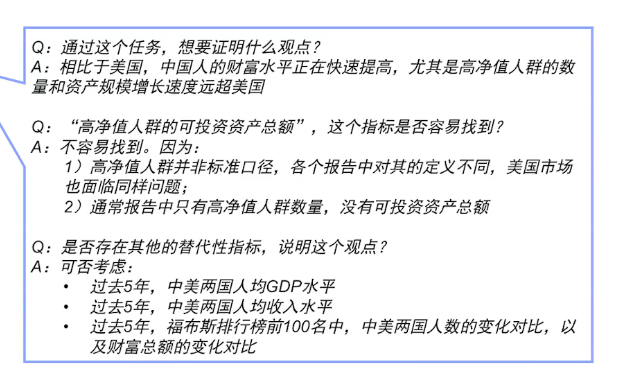 Q：通过这个任务，想要证明什么观点？
A：相比于美国，中国人的财富水平正在快速提高，尤其是高净值人群的数
量和资产规模增长速度远超美国
Q：“高净值人群的可投资资产总额”，这个指标是否容易找到？
A：不容易找到。因为：
1）高净值人群并非标准口径，各个报告中对其的定义不同，美国市场
也面临同样问题；
2）通常报告中只有高净值人群数量，没有可投资资产总额
Q：是否存在其他的替代性指标，说明这个观点？
A：可否考虑：
• 过去5年，中美两国人均GDP水平
• 过去5年，中美两国人均收入水平
• 过去5年，福布斯排行榜前100名中，中美两国人数的变化对比，以
及财富总额的变化对比